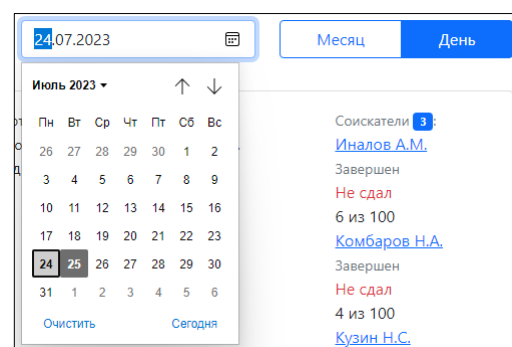 24.07.2023
Месяц
День
Июль 2023
Пн Вт Ср Чт Пт Сб Вс
26 27 28 29 30 1 2
3 4 5 6 7 8 9
10 11 12 13 14 15 16
17 18 19 20 21 22 23
24 25 26 27 28 29 30
31 1 2 3 4 5 6
Очистить
Сегодня
Соискатели 3:
Иналов А.М.
Завершен
Не сдал
6 из 100
Комбаров Н.А.
Завершен
Не сдал
4 из 100
Кузин Н.С.